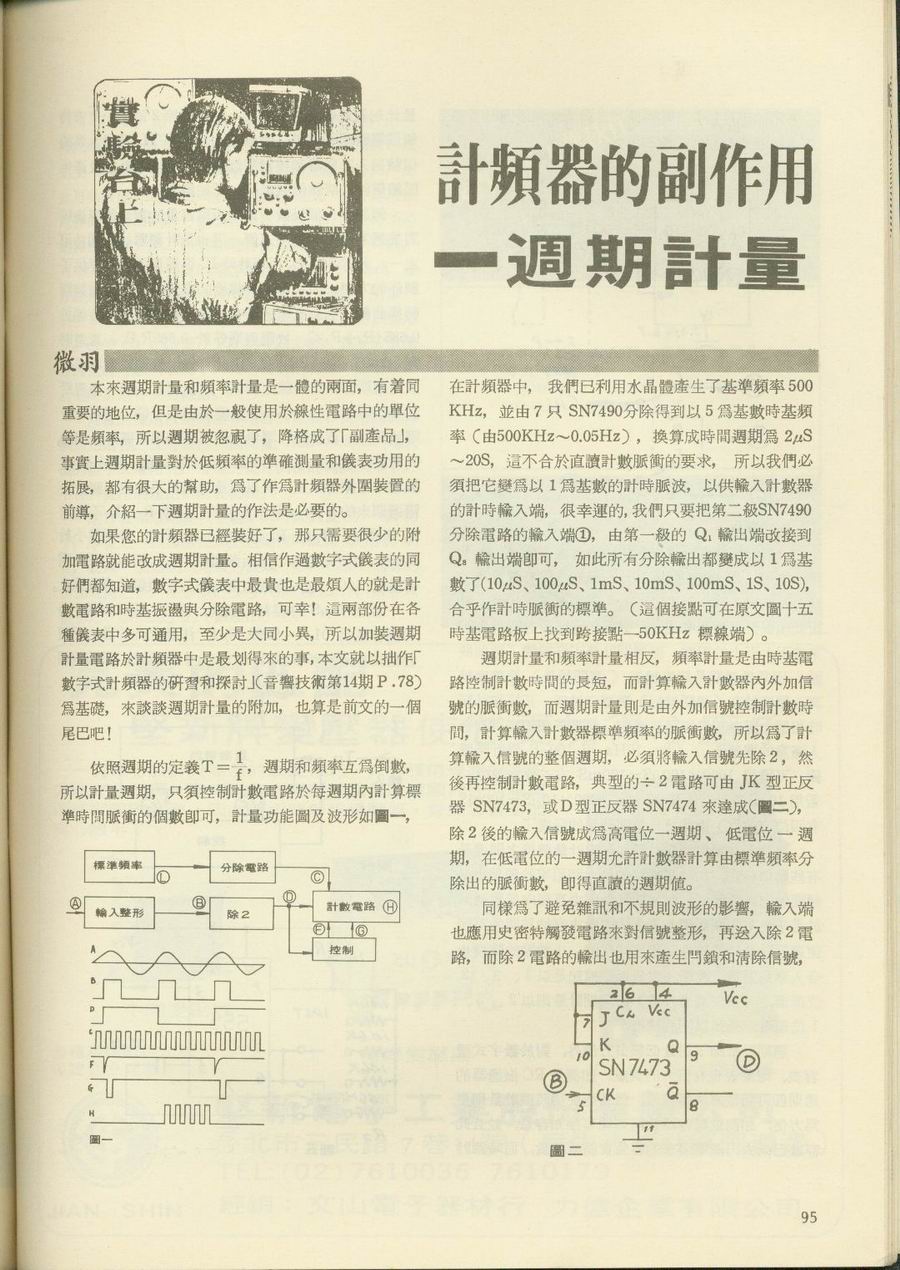 實驗台上
計頻器的副作用
—週期計量
微羽
本來週期計量和頻率計量是一體的兩面，有着同
重要的地位，但是由於一般使用於線性電路中的單位
等是頻率，所以週期被忽視了，降格成了「副產品」，
事實上週期計量對於低頻率的準確測量和儀表功用的
拓展，都有很大的幫助，爲了作爲計頻器外圍裝置的
前導，介紹一下週期計量的作法是必要的。
如果您的計頻器已經裝好了，那只需要很少的附
加電路就能改成週期計量。相信作過數字式儀表的同
好們都知道，數字式儀表中最貴也是最煩人的就是計
數電路和時基振盪與分除電路，可幸！這兩部份在各
種儀表中多可通用，至少是大同小異，所以加裝週期
計量電路於計頻器中是最划得來的事，本文就以拙作「
數字式計頻器的研習和探討」（音響技術第14期P.78）
爲基礎，來談談週期計量的附加，也算是前文的一個
尾巴吧！
依照週期的定義T=1/f，週期和頻率互爲倒數，
所以計量週期，只須控制計數電路於每週期內計算標
準時間脈衝的個數卽可，計量功能圖及波形如圖一，
標準頻率
L
分除電路
C
A
輸入整形
B
除2
D
計數電路 H
F
G
控制
A
B
D
C
F
G
H
圖一
在計頻器中，我們已利用水晶體產生了基準頻率500
KHz，並由7只SN7490分除得到以5爲基數時基頻
率（由500KHz～0.05Hz），換算成時間週期爲2μS
～20S，這不合於直讀計數脈衝的要求，所以我們必
須把它變爲以1爲基數的計時脈波，以供輸入計數器
的計時輸入端，很幸運的，我們只要把第二級SN7490
分除電路的輸入端①，由第一級的Q₁輸出端改接到
Q₈輸出端卽可，如此所有分除輸出都變成以1爲基
數了(10μS、100μS、1mS、10mS、100mS、1S、10S)，
合乎作計時脈衝的標準。（這個接點可在原文圖十五
時基電路板上找到跨接點—50KHz 標線端）。
週期計量和頻率計量相反，頻率計量是由時基電
路控制計數時間的長短，而計算輸入計數器內外加信
號的脈衝數，而週期計量則是由外加信號控制計數時
間，計算輸入計數器標準頻率的脈衝數，所以爲了計
算輸入信號的整個週期，必須將輸入信號先除2，然
後再控制計數電路，典型的÷2電路可由JK型正反
器SN7473，或D型正反器SN7474來達成（圖二），
除2後的輸入信號成爲高電位一週期、低電位一週
期，在低電位的一週期允許計數器計算由標準頻率分
除出的脈衝數，卽得直讀的週期値。
同樣爲了避免雜訊和不規則波形的影響，輸入端
也應用史密特觸發電路來對信號整形，再送入除2電
路，而除2電路的輸出也用來產生閂鎖和清除信號，
2 6 4 Vcc
7 J CL Vcc
10 K Q 9 D
SN7473
B
5 CK Q̄ 8
11
圖二
95